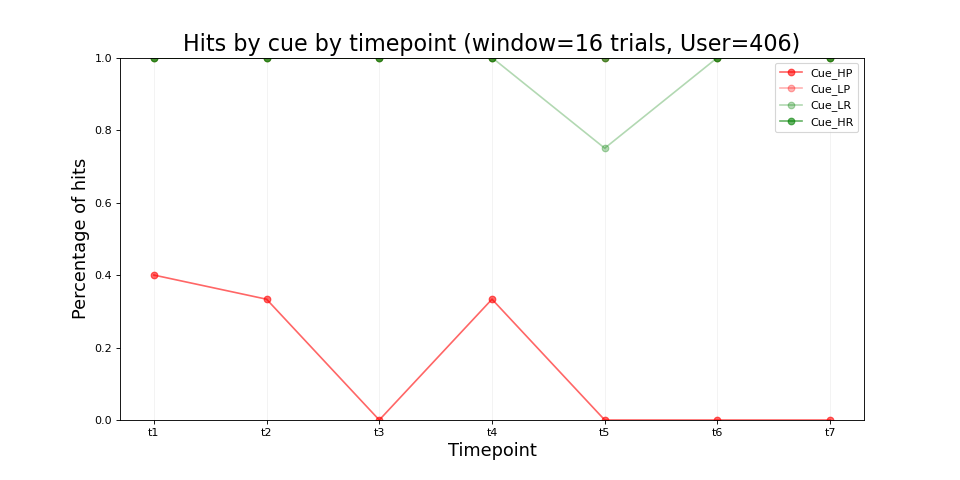 Hits by cue by timepoint (window=16 trials, User=406)
Percentage of hits
1.0
0.8
0.6
0.4
0.2
0.0
Cue_HP
Cue_LP
Cue_LR
Cue_HR
t1 t2 t3 t4 t5 t6 t7
Timepoint